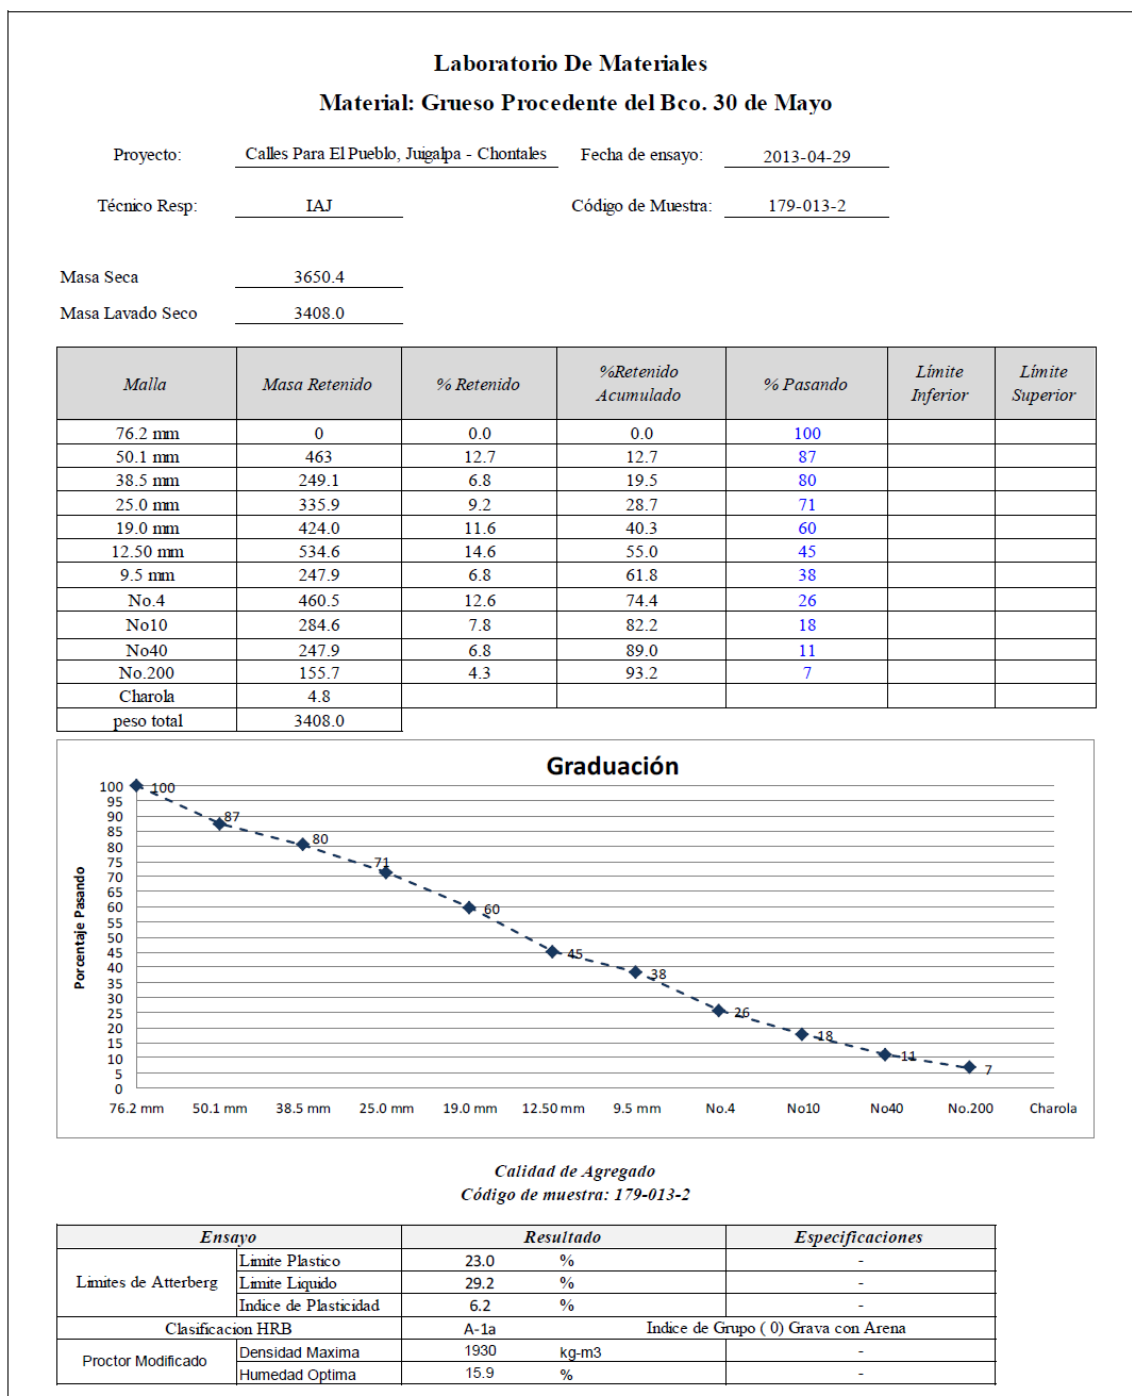 Laboratorio De Materiales
Material: Grueso Procedente del Bco. 30 de Mayo
Proyecto: Calles Para El Pueblo, Juigalpa - Chontales Fecha de ensayo: 2013-04-29
Técnico Resp: IAJ Código de Muestra: 179-013-2
Masa Seca 3650.4
Masa Lavado Seco 3408.0
Malla Masa Retenido % Retenido %Retenido Acumulado % Pasando Límite Inferior Límite Superior
76.2 mm 0 0.0 0.0 100
50.1 mm 463 12.7 12.7 87
38.5 mm 249.1 6.8 19.5 80
25.0 mm 335.9 9.2 28.7 71
19.0 mm 424.0 11.6 40.3 60
12.50 mm 534.6 14.6 55.0 45
9.5 mm 247.9 6.8 61.8 38
No.4 460.5 12.6 74.4 26
No10 284.6 7.8 82.2 18
No40 247.9 6.8 89.0 11
No.200 155.7 4.3 93.2 7
Charola 4.8
peso total 3408.0
Graduación
Porcentaje Pasando
100
95
90
85
80
75
70
65
60
55
50
45
40
35
30
25
20
15
10
5
0
100 87 80 71 60 45 38 26 18 11 7
76.2 mm 50.1 mm 38.5 mm 25.0 mm 19.0 mm 12.50 mm 9.5 mm No.4 No10 No40 No.200 Charola
Calidad de Agregado
Código de muestra: 179-013-2
Ensayo Resultado Especificaciones
Limites de Atterberg Limite Plastico 23.0 % -
Limite Liquido 29.2 % -
Indice de Plasticidad 6.2 % -
Clasificacion HRB A-1a Indice de Grupo ( 0) Grava con Arena
Proctor Modificado Densidad Maxima 1930 kg-m3 -
Humedad Optima 15.9 % -